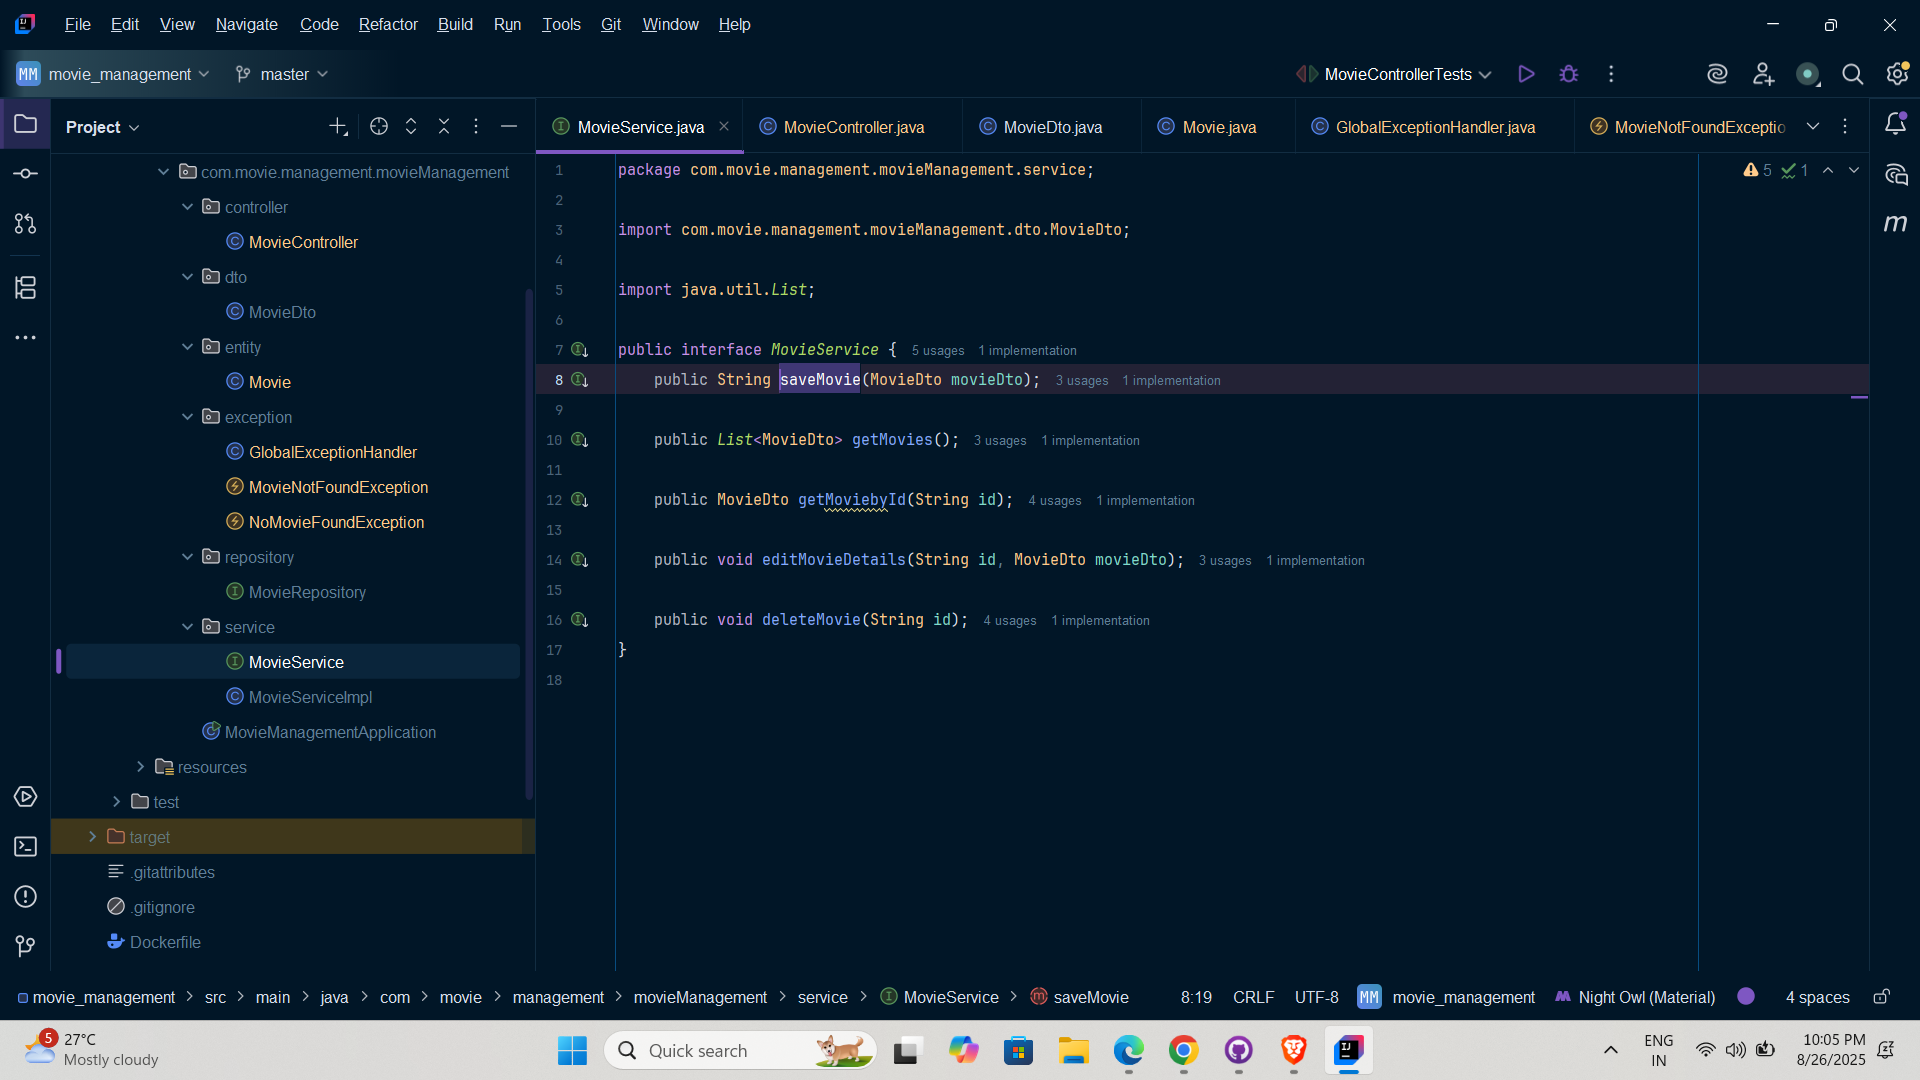 File Edit View Navigate Code Refactor Build Run Tools Git Window Help
MM movie_management master MovieControllerTests
Project
MovieService.java MovieController.java MovieDto.java Movie.java GlobalExceptionHandler.java MovieNotFoundExceptio
com.movie.management.movieManagement
controller
MovieController
dto
MovieDto
entity
Movie
exception
GlobalExceptionHandler
MovieNotFoundException
NoMovieFoundException
repository
MovieRepository
service
MovieService
MovieServiceImpl
MovieManagementApplication
resources
test
target
.gitattributes
.gitignore
Dockerfile
5 1
1 package com.movie.management.movieManagement.service;
2
3 import com.movie.management.movieManagement.dto.MovieDto;
4
5 import java.util.List;
6
7 public interface MovieService { 5 usages 1 implementation
8 public String saveMovie(MovieDto movieDto); 3 usages 1 implementation
9
10 public List<MovieDto> getMovies(); 3 usages 1 implementation
11
12 public MovieDto getMoviebyId(String id); 4 usages 1 implementation
13
14 public void editMovieDetails(String id, MovieDto movieDto); 3 usages 1 implementation
15
16 public void deleteMovie(String id); 4 usages 1 implementation
17 }
18
movie_management > src > main > java > com > movie > management > movieManagement > service > MovieService > saveMovie 8:19 CRLF UTF-8 MM movie_management Night Owl (Material) 4 spaces
5 27°C
Mostly cloudy
Quick search
ENG
IN
10:05 PM
8/26/2025